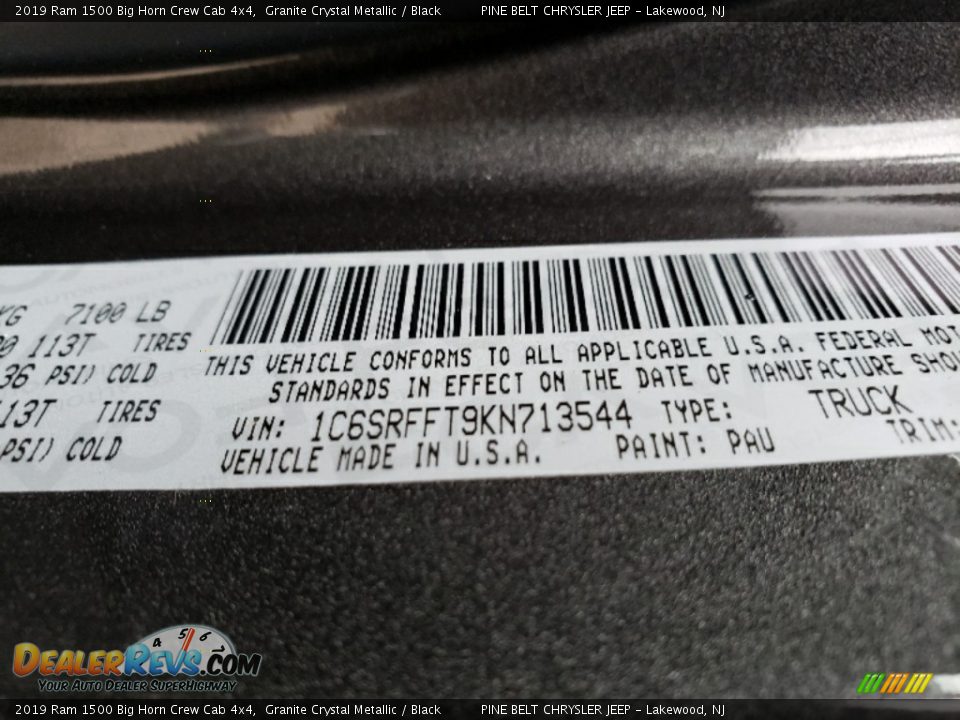 2019 Ram 1500 Big Horn Crew Cab 4x4, Granite Crystal Metallic / Black PINE BELT CHRYSLER JEEP - Lakewood, NJ
7100 LB
113T TIRES
THIS VEHICLE CONFORMS TO ALL APPLICABLE U.S.A. FEDERAL
36 PSI) COLD
STANDARDS IN EFFECT ON THE DATE OF MANUFACTURE
TIRES
VIN: 1C6SRFFT9KN713544 TYPE: TRUCK
PSI) COLD
VEHICLE MADE IN U.S.A. PAINT: PAU TRIM:
4 5 6
DEALERREVS.COM
YOUR AUTO DEALER SUPERHIGHWAY
2019 Ram 1500 Big Horn Crew Cab 4x4, Granite Crystal Metallic / Black PINE BELT CHRYSLER JEEP - Lakewood, NJ